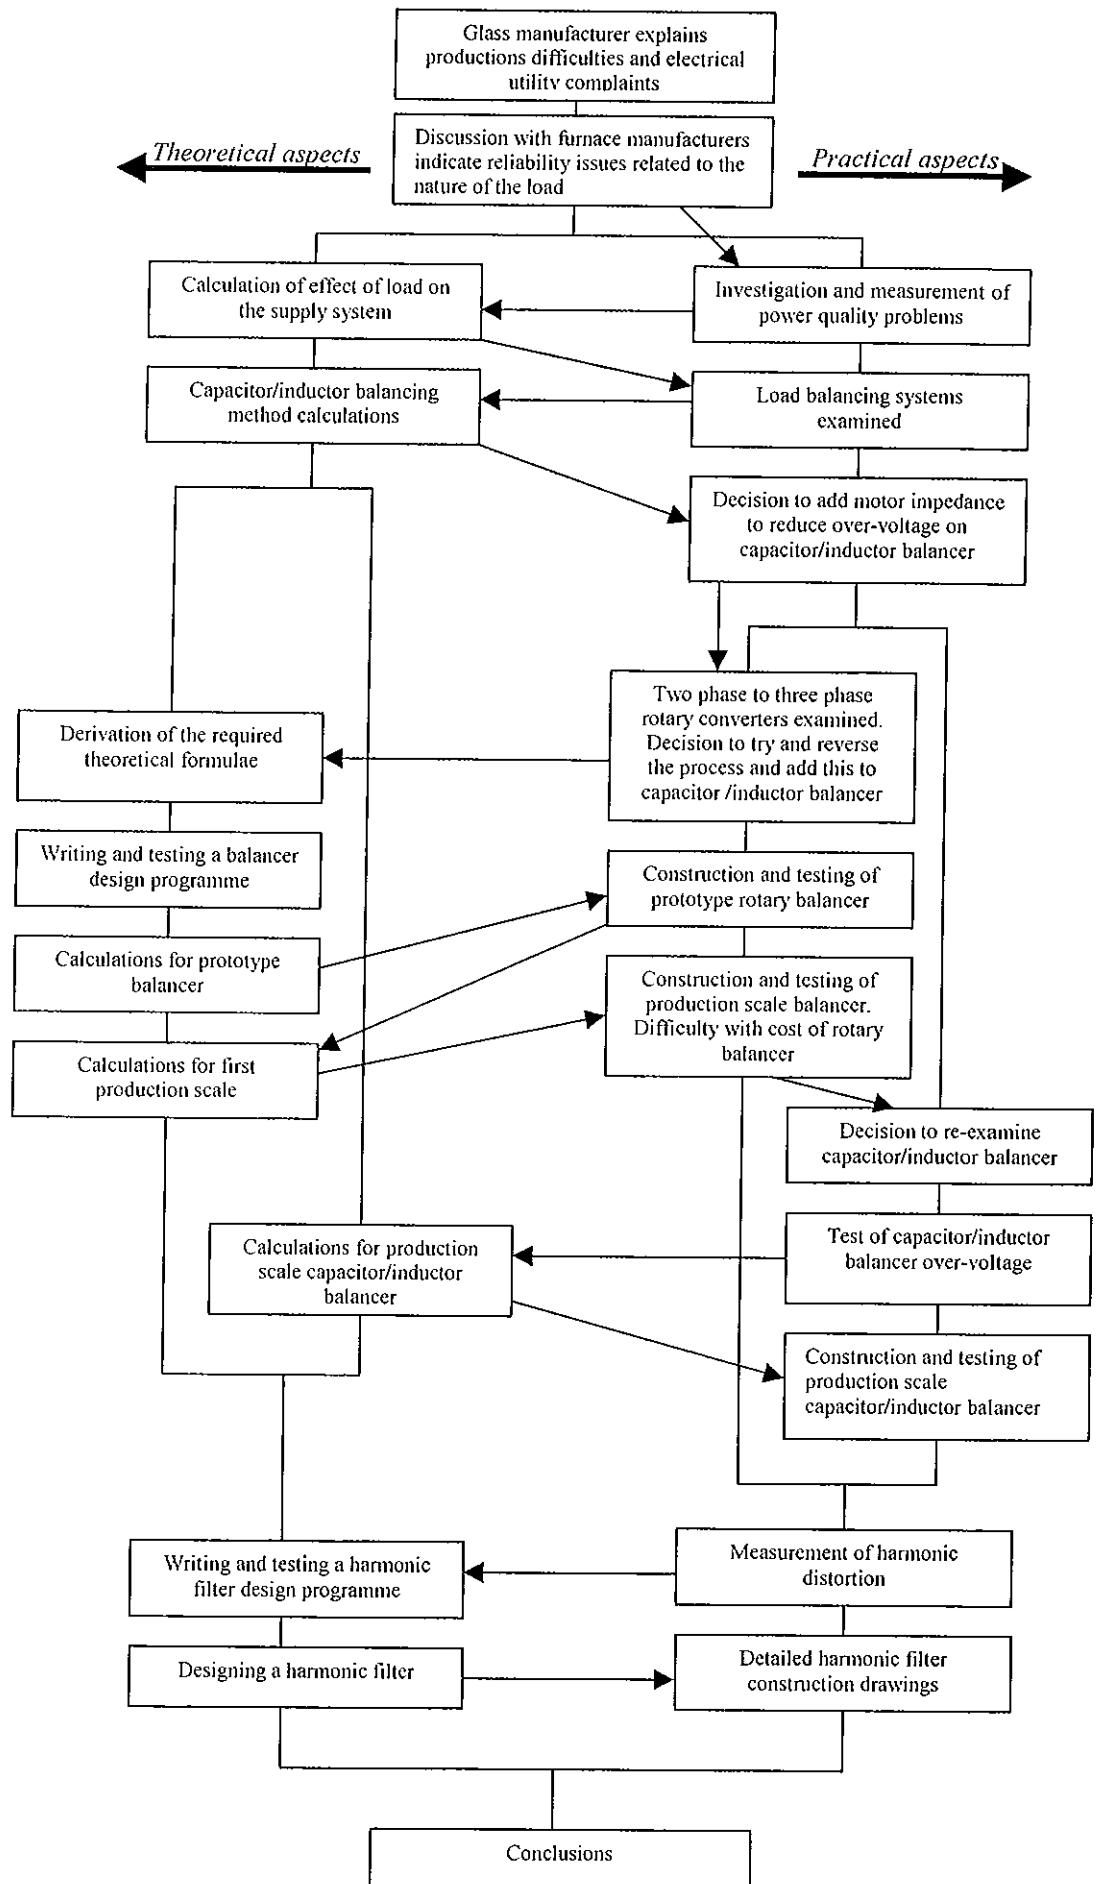 Glass manufacturer explains
productions difficulties and electrical
utility complaints
Discussion with furnace manufacturers
indicate reliability issues related to the
nature of the load
Theoretical aspects
Practical aspects
Calculation of effect of load on
the supply system
Investigation and measurement of
power quality problems
Capacitor/inductor balancing
method calculations
Load balancing systems
examined
Decision to add motor impedance
to reduce over-voltage on
capacitor/inductor balancer
Two phase to three phase
rotary converters examined.
Decision to try and reverse
the process and add this to
capacitor /inductor balancer
Derivation of the required
theoretical formulae
Writing and testing a balancer
design programme
Construction and testing of
prototype rotary balancer
Calculations for prototype
balancer
Construction and testing of
production scale balancer.
Difficulty with cost of rotary
balancer
Calculations for first
production scale
Decision to re-examine
capacitor/inductor balancer
Test of capacitor/inductor
balancer over-voltage
Calculations for production
scale capacitor/inductor
balancer
Construction and testing of
production scale
capacitor/inductor balancer
Measurement of harmonic
distortion
Writing and testing a harmonic
filter design programme
Designing a harmonic filter
Detailed harmonic filter
construction drawings
Conclusions